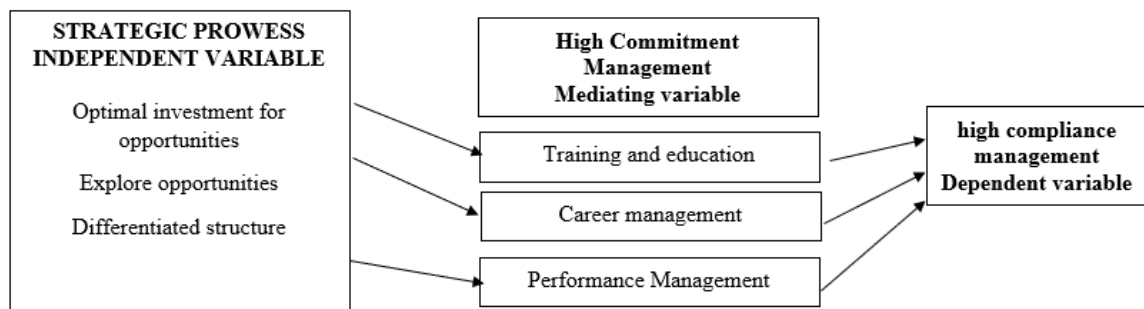 STRATEGIC PROWESS
INDEPENDENT VARIABLE
Optimal investment for
opportunities
Explore opportunities
Differentiated structure
High Commitment
Management
Mediating variable
Training and education
Career management
Performance Management
high compliance
management
Dependent variable